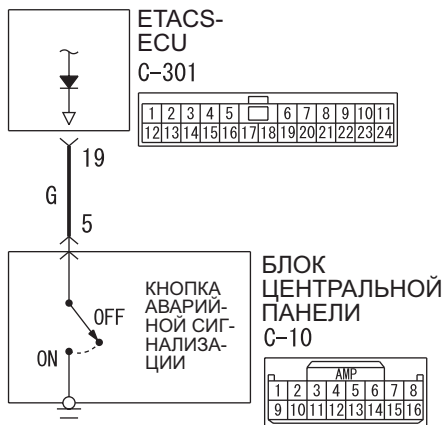 ETACS-
ECU
C-301
1 2 3 4 5 6 7 8 9 10 11
12 13 14 15 16 17 18 19 20 21 22 23 24
19
G
5
OFF
ON
КНОПКА
АВАРИЙ-
НОЙ СИГ-
НАЛИЗА-
ЦИИ
БЛОК
ЦЕНТРАЛЬНОЙ
ПАНЕЛИ
C-10
AMP
1 2 3 4 5 6 7 8
9 10 11 12 13 14 15 16